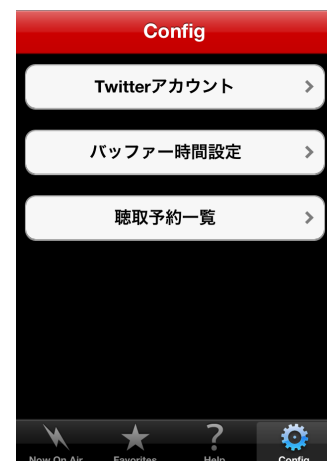 Config
Twitterアカウント
バッファー時間設定
聴取予約一覧
Now On Air
Favorites
Help
Config